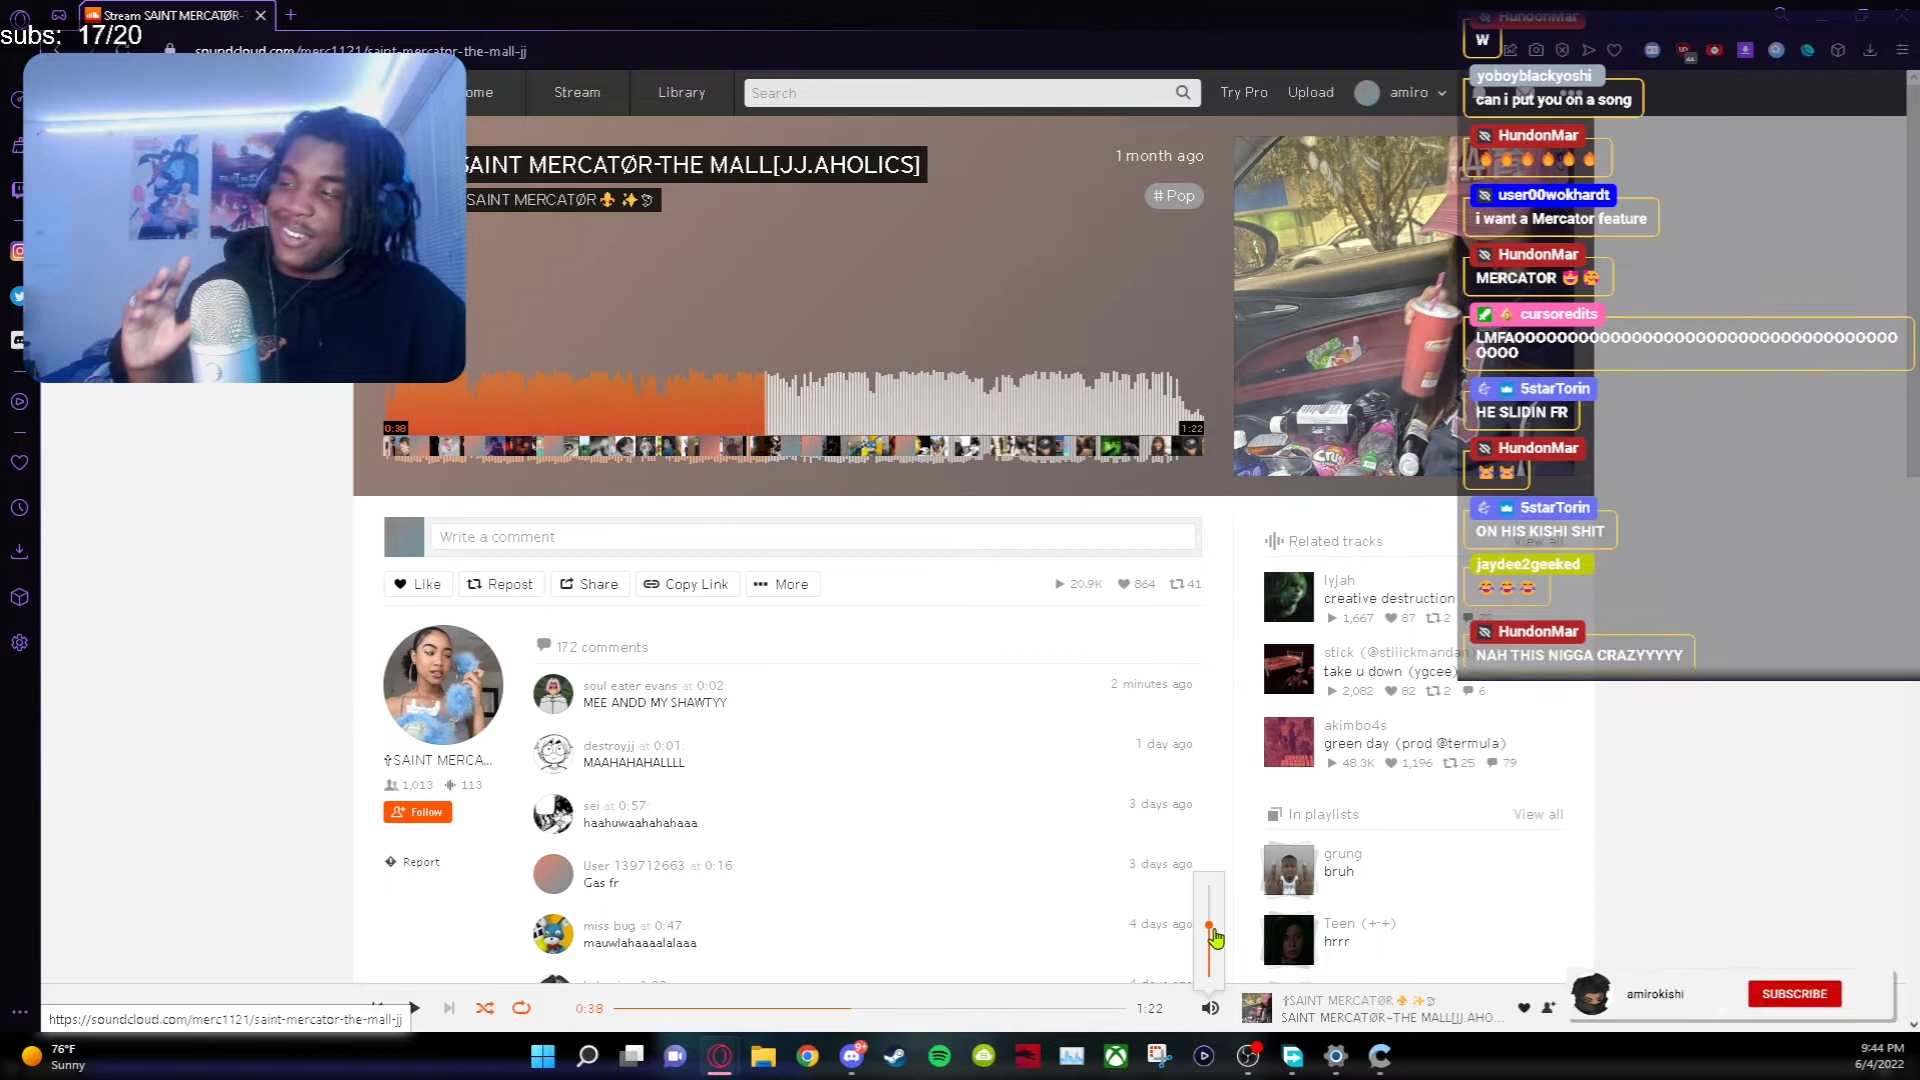 Stream SAINT MERCATØR-
subs: 17/20
soundcloud.com/merc1121/saint-mercator-the-mall-jj
ome
Stream
Library
Search
Try Pro
Upload
amiro
SAINT MERCATØR-THE MALL[JJ.AHOLICS]
SAINT MERCATØR ⚜ ✨🕊
1 month ago
# Pop
0:38
1:22
Crush
Write a comment
Like
Repost
Share
Copy Link
More
20.9K
864
41
172 comments
soul eater evans at 0:02:
MEE ANDD MY SHAWTYY
2 minutes ago
destroyjj at 0:01:
MAAHAHAHALLLL
1 day ago
sei at 0:57:
haahuwaahahahaaa
3 days ago
User 139712663 at 0:16:
Gas fr
3 days ago
miss bug at 0:47:
mauwlahaaaalalaaa
4 days ago
✞SAINT MERCA...
1,013
113
Follow
Report
Related tracks
View all
lyjah
creative destruction
1,667
87
2
stick (@stiiickmandan
take u down (ygcee)
2,082
82
2
6
akimbo4s
green day (prod @termula)
48.3K
1,196
25
79
In playlists
View all
grung
bruh
Teen (+-+)
hrrr
HundonMar
W
yoboyblackyoshi
can i put you on a song
HundonMar
🔥🔥🔥🔥🔥🔥
user00wokhardt
i want a Mercator feature
HundonMar
MERCATOR 🤩🥰
cursoredits
LMFAOOOOOOOOOOOOOOOOOOOOOOOOOOOOOOOOOOOO
OOOO
5starTorin
HE SLIDIN FR
HundonMar
5starTorin
ON HIS KISHI SHIT
jaydee2geeked
😂😂😂
HundonMar
NAH THIS NIGGA CRAZYYYYY
https://soundcloud.com/merc1121/saint-mercator-the-mall-jj
0:38
1:22
✞SAINT MERCATØR ⚜ ✨🕊
SAINT MERCATØR-THE MALL[JJ.AHO...
amirokishi
SUBSCRIBE
76°F
Sunny
9+
9:44 PM
6/4/2022